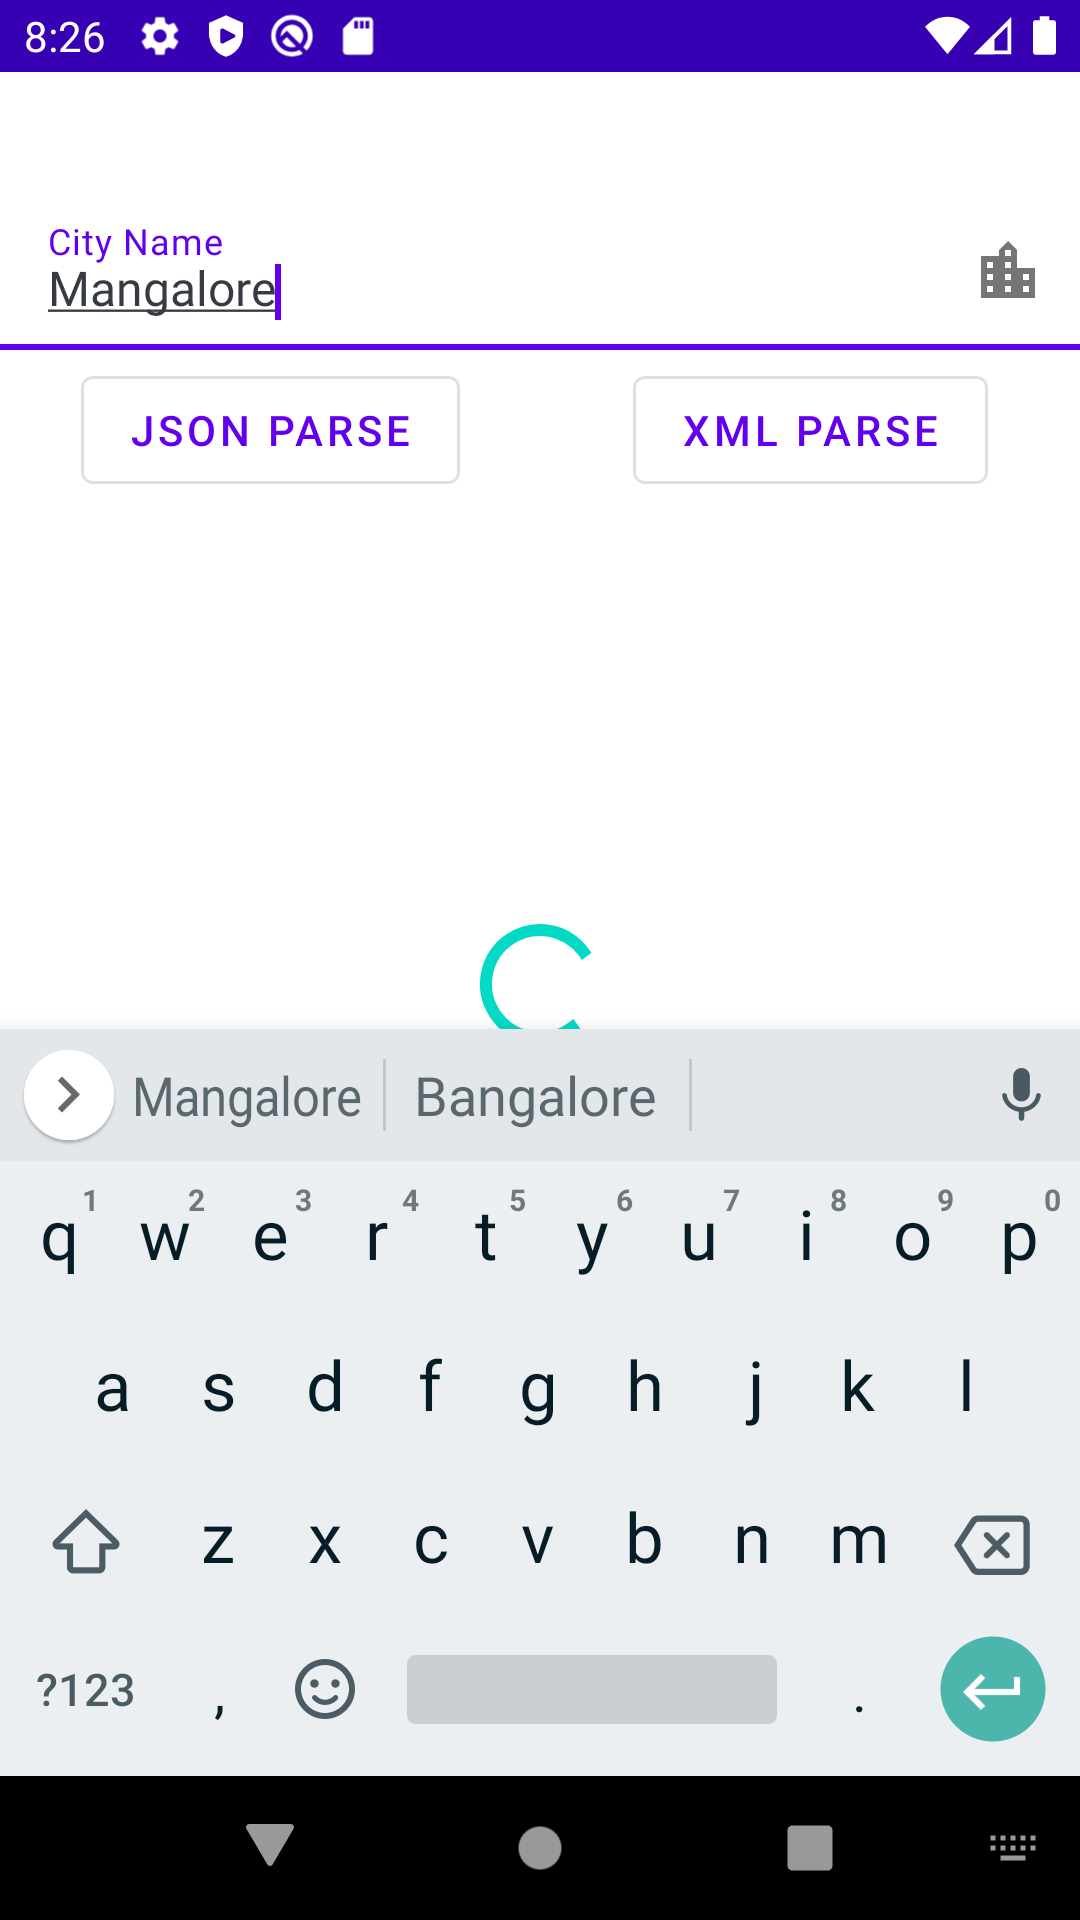 8:26
City Name
Mangalore
JSON PARSE XML PARSE
Mangalore Bangalore
1 2 3 4 5 6 7 8 9 0
q w e r t y u i o p
a s d f g h j k l
z x c v b n m
?123 , .